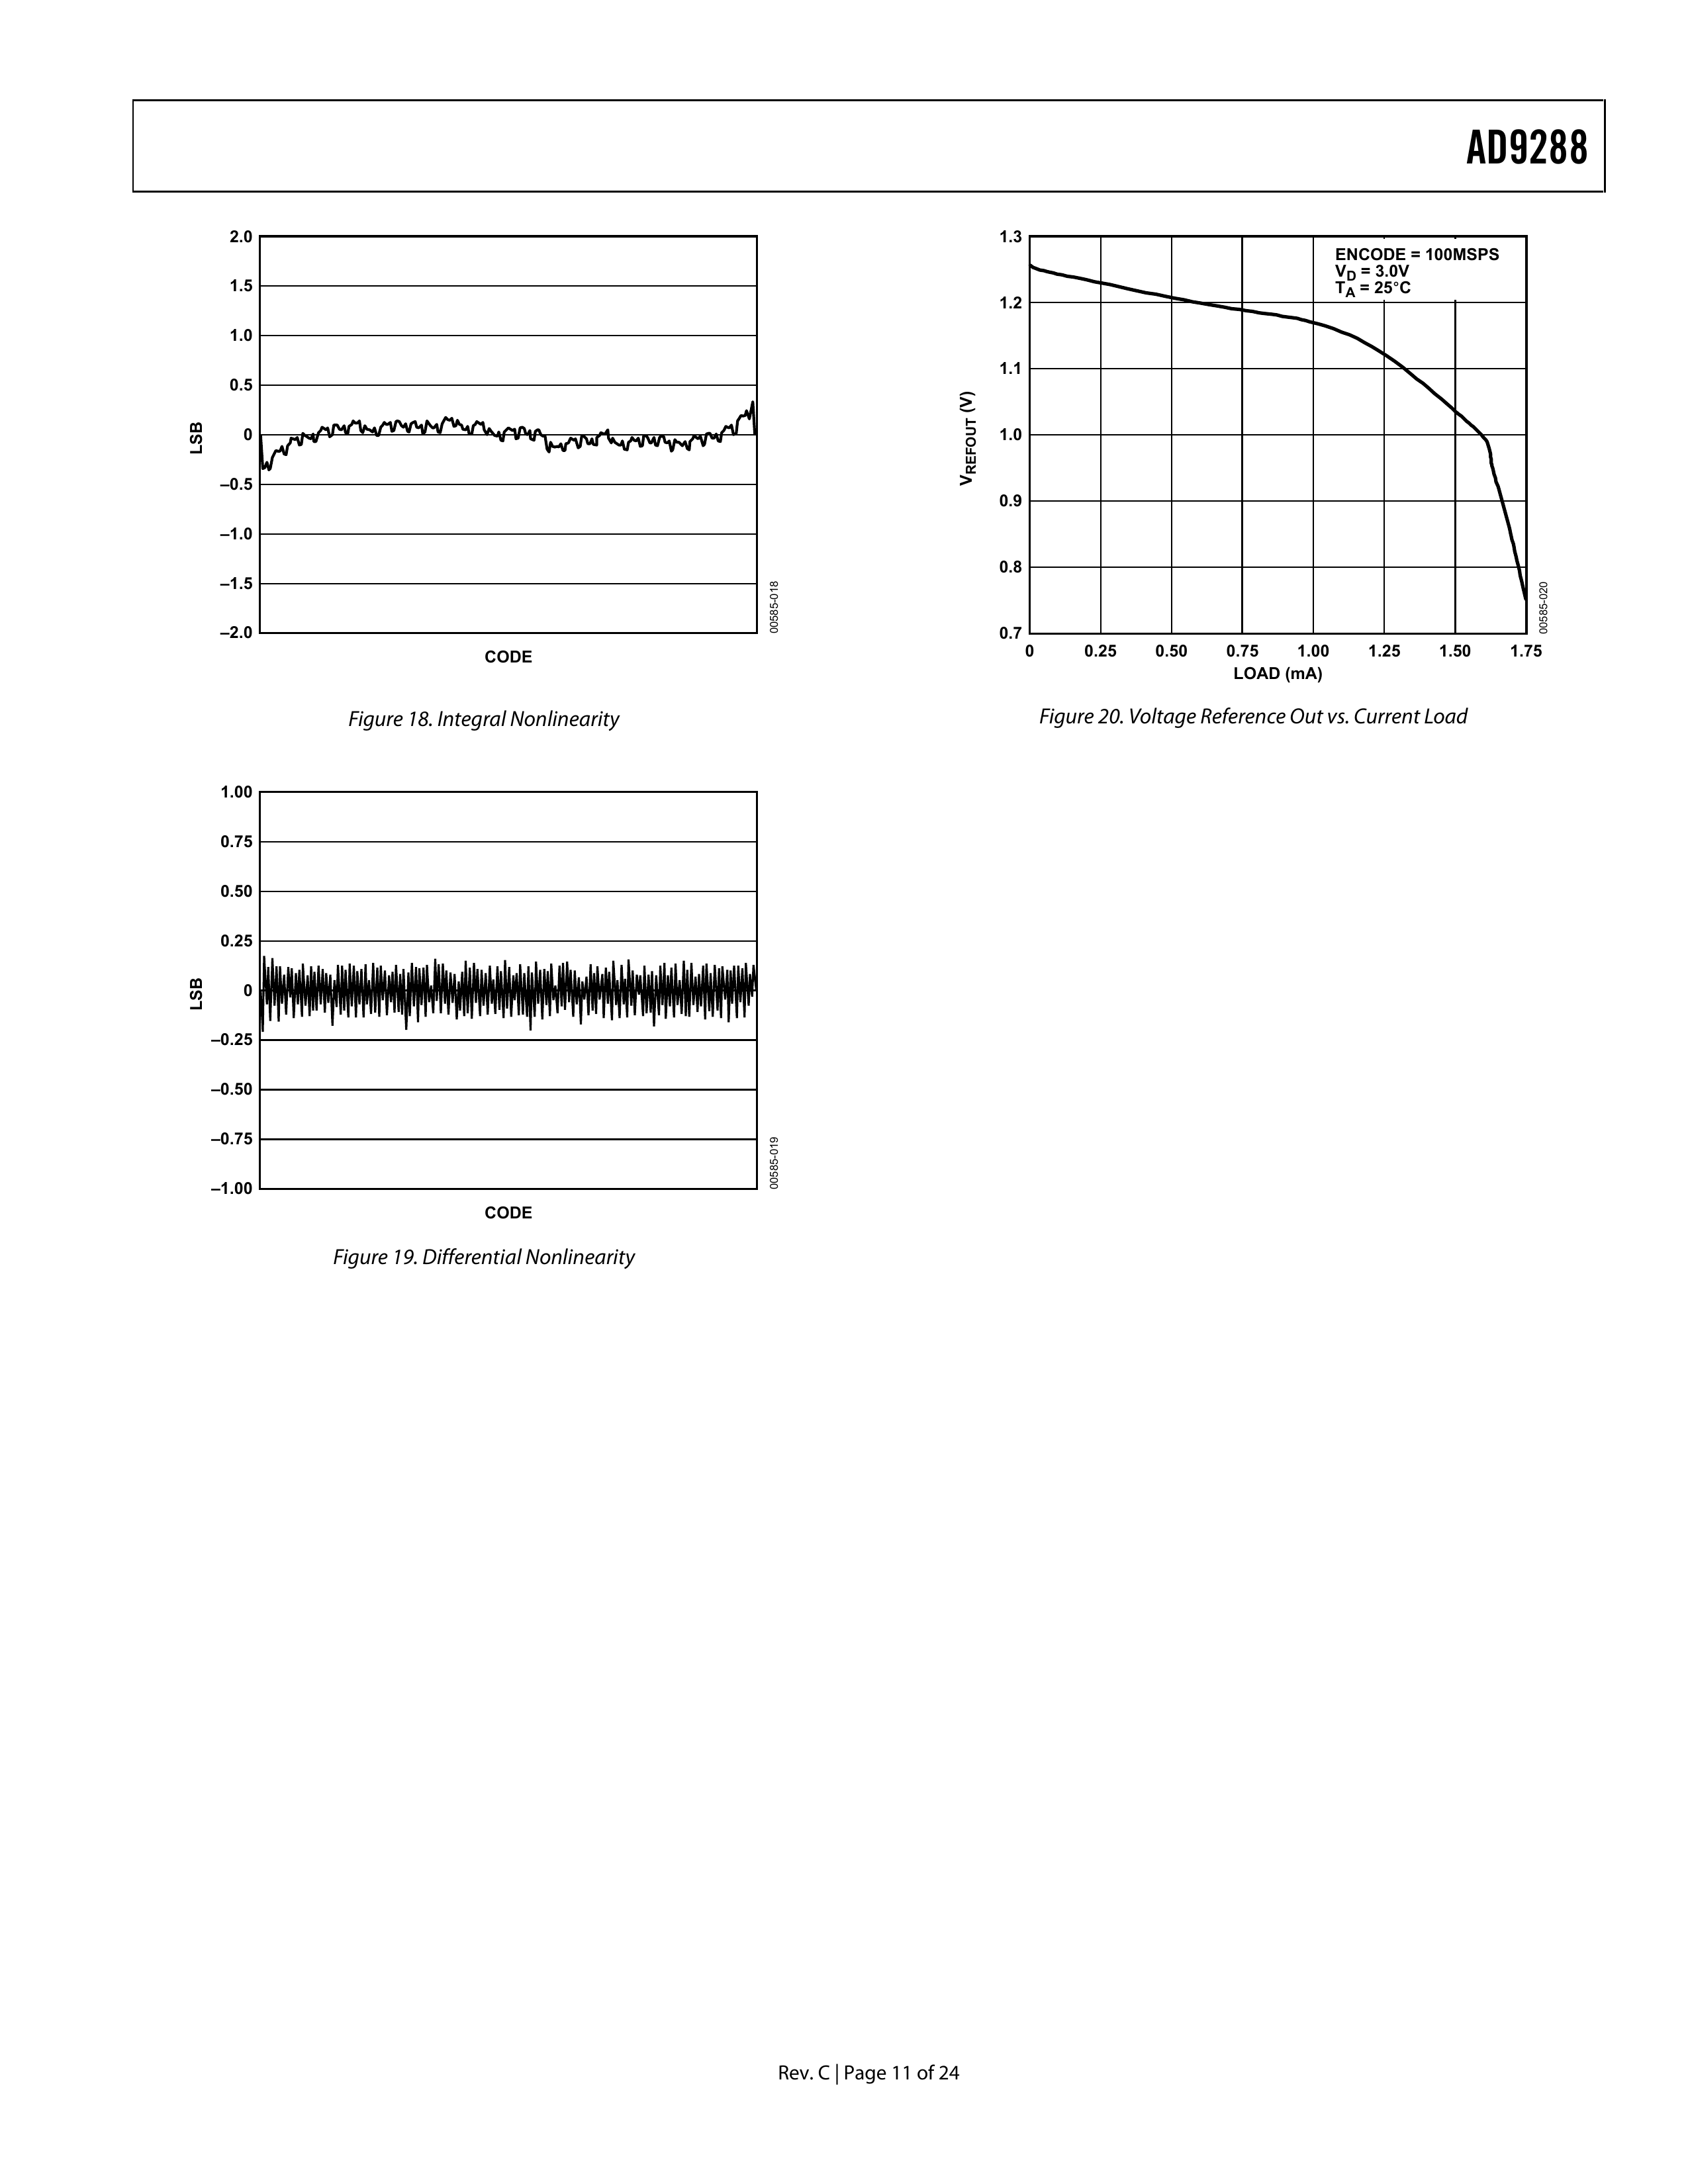 AD9288
2.0
1.5
1.0
0.5
0
–0.5
–1.0
–1.5
–2.0
LSB
CODE
00585-018
Figure 18. Integral Nonlinearity
1.00
0.75
0.50
0.25
0
–0.25
–0.50
–0.75
–1.00
LSB
CODE
00585-019
Figure 19. Differential Nonlinearity
1.3
1.2
1.1
1.0
0.9
0.8
0.7
VREFOUT (V)
ENCODE = 100MSPS
VD = 3.0V
TA = 25°C
0 0.25 0.50 0.75 1.00 1.25 1.50 1.75
LOAD (mA)
00585-020
Figure 20. Voltage Reference Out vs. Current Load
Rev. C | Page 11 of 24